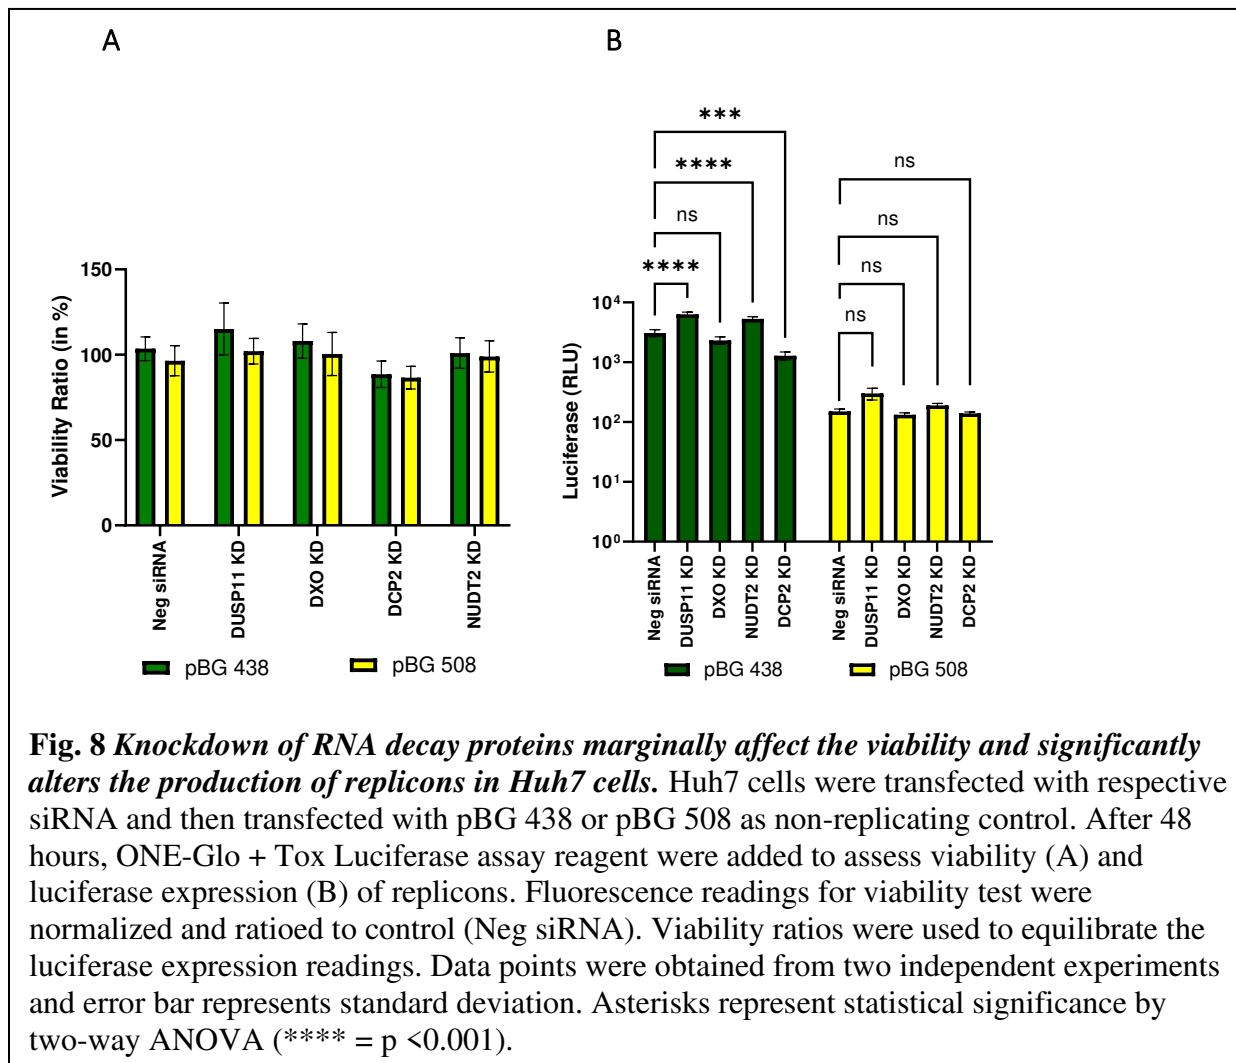 A
B
150
100
50
0
Viability Ratio (in %)
Neg siRNA
DUSP11 KD
DXO KD
DCP2 KD
NUDT2 KD
pBG 438
pBG 508
***
****
ns
****
ns
ns
ns
ns
10⁴
10³
10²
10¹
10⁰
Luciferase (RLU)
Neg siRNA
DUSP11 KD
DXO KD
NUDT2 KD
DCP2 KD
Neg siRNA
DUSP11 KD
DXO KD
NUDT2 KD
DCP2 KD
pBG 438
pBG 508
Fig. 8 Knockdown of RNA decay proteins marginally affect the viability and significantly
alters the production of replicons in Huh7 cells. Huh7 cells were transfected with respective
siRNA and then transfected with pBG 438 or pBG 508 as non-replicating control. After 48
hours, ONE-Glo + Tox Luciferase assay reagent were added to assess viability (A) and
luciferase expression (B) of replicons. Fluorescence readings for viability test were
normalized and ratioed to control (Neg siRNA). Viability ratios were used to equilibrate the
luciferase expression readings. Data points were obtained from two independent experiments
and error bar represents standard deviation. Asterisks represent statistical significance by
two-way ANOVA (**** = p <0.001).